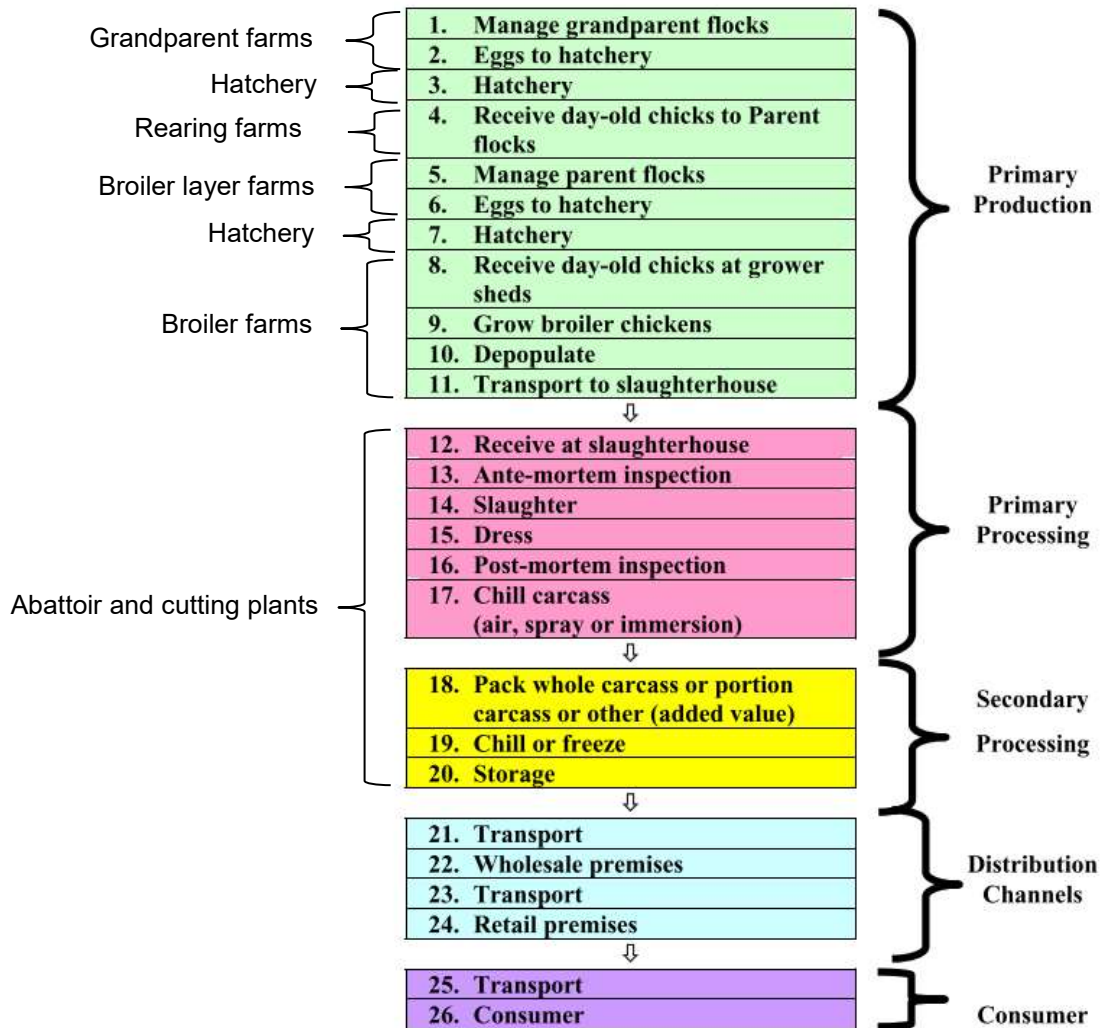 Grandparent farms
1. Manage grandparent flocks
2. Eggs to hatchery
Hatchery
3. Hatchery
Rearing farms
4. Receive day-old chicks to Parent
flocks
Broiler layer farms
5. Manage parent flocks
6. Eggs to hatchery
Hatchery
7. Hatchery
Broiler farms
8. Receive day-old chicks at grower
sheds
9. Grow broiler chickens
10. Depopulate
11. Transport to slaughterhouse
Primary
Production
Abattoir and cutting plants
12. Receive at slaughterhouse
13. Ante-mortem inspection
14. Slaughter
15. Dress
16. Post-mortem inspection
17. Chill carcass
(air, spray or immersion)
Primary
Processing
18. Pack whole carcass or portion
carcass or other (added value)
19. Chill or freeze
20. Storage
Secondary
Processing
21. Transport
22. Wholesale premises
23. Transport
24. Retail premises
Distribution
Channels
25. Transport
26. Consumer
Consumer